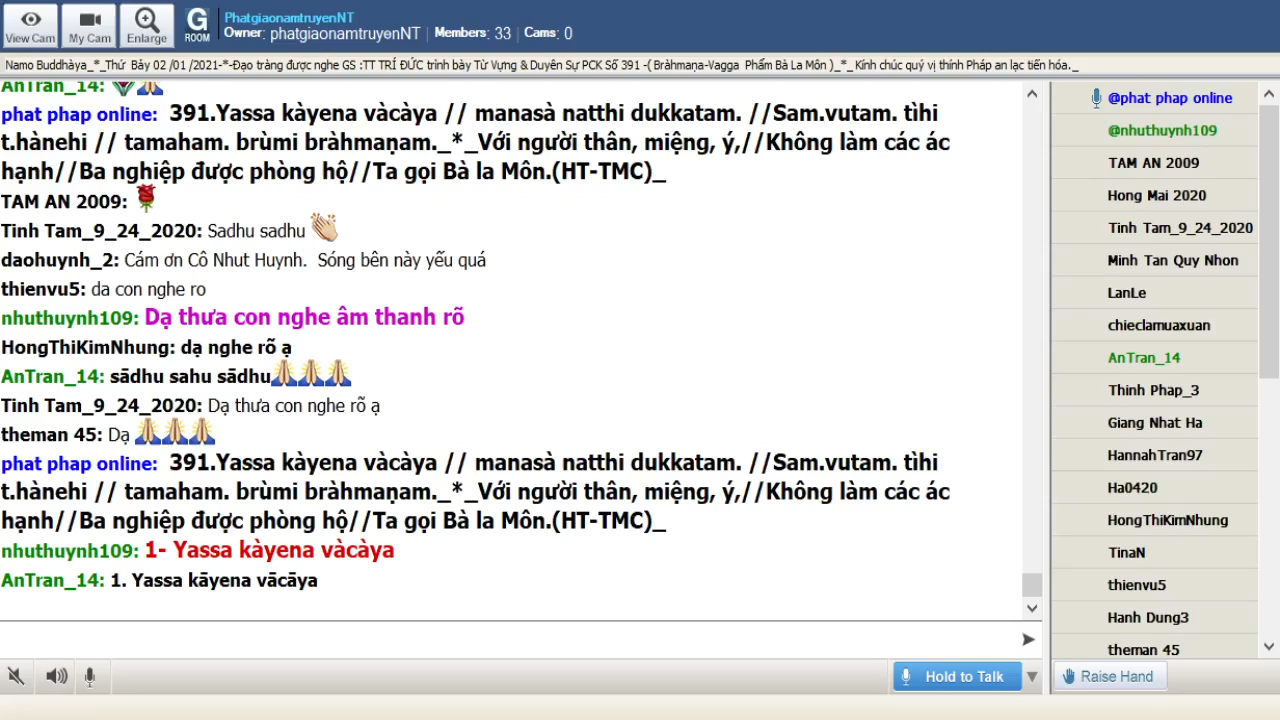 View Cam
My Cam
Enlarge
G
ROOM
PhatgiaonamtruyenNT
Owner: phatgiaonamtruyenNT | Members: 33 | Cams: 0
Namo Buddhàya_*_Thứ Bảy 02 /01 /2021-*-Đạo tràng được nghe GS :TT TRÍ ĐỨC trình bày Từ Vựng & Duyên Sự PCK Số 391 -( Bràhmaṇa-Vagga Phẩm Bà La Môn )_*_ Kính chúc quý vị thính Pháp an lạc tiến hóa._
AnTran_14:
phat phap online: 391.Yassa kàyena vàcàya // manasà natthi dukkatam. //Sam.vutam. tìhi
t.hànehi // tamaham. brùmi bràhmaṇam._*_Với người thân, miệng, ý,//Không làm các ác
hạnh//Ba nghiệp được phòng hộ//Ta gọi Bà la Môn.(HT-TMC)_
TAM AN 2009:
Tinh Tam_9_24_2020: Sadhu sadhu
daohuynh_2: Cám ơn Cô Nhut Huynh.  Sóng bên này yếu quá
thienvu5: da con nghe ro
nhuthuynh109: Dạ thưa con nghe âm thanh rõ
HongThiKimNhung: dạ nghe rõ ạ
AnTran_14: sādhu sahu sādhu
Tinh Tam_9_24_2020: Dạ thưa con nghe rõ ạ
theman 45: Dạ
phat phap online: 391.Yassa kàyena vàcàya // manasà natthi dukkatam. //Sam.vutam. tìhi
t.hànehi // tamaham. brùmi bràhmaṇam._*_Với người thân, miệng, ý,//Không làm các ác
hạnh//Ba nghiệp được phòng hộ//Ta gọi Bà la Môn.(HT-TMC)_
nhuthuynh109: 1- Yassa kàyena vàcàya
AnTran_14: 1. Yassa kāyena vācāya
@phat phap online
@nhuthuynh109
TAM AN 2009
Hong Mai 2020
Tinh Tam_9_24_2020
Minh Tan Quy Nhon
LanLe
chieclamuaxuan
AnTran_14
Thinh Phap_3
Giang Nhat Ha
HannahTran97
Ha0420
HongThiKimNhung
TinaN
thienvu5
Hanh Dung3
theman 45
Hold to Talk
Raise Hand